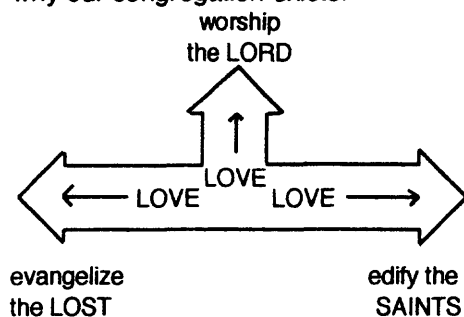 why our congregation exists.
worship
the LORD
LOVE
LOVE
LOVE
evangelize
the LOST
edify the
SAINTS